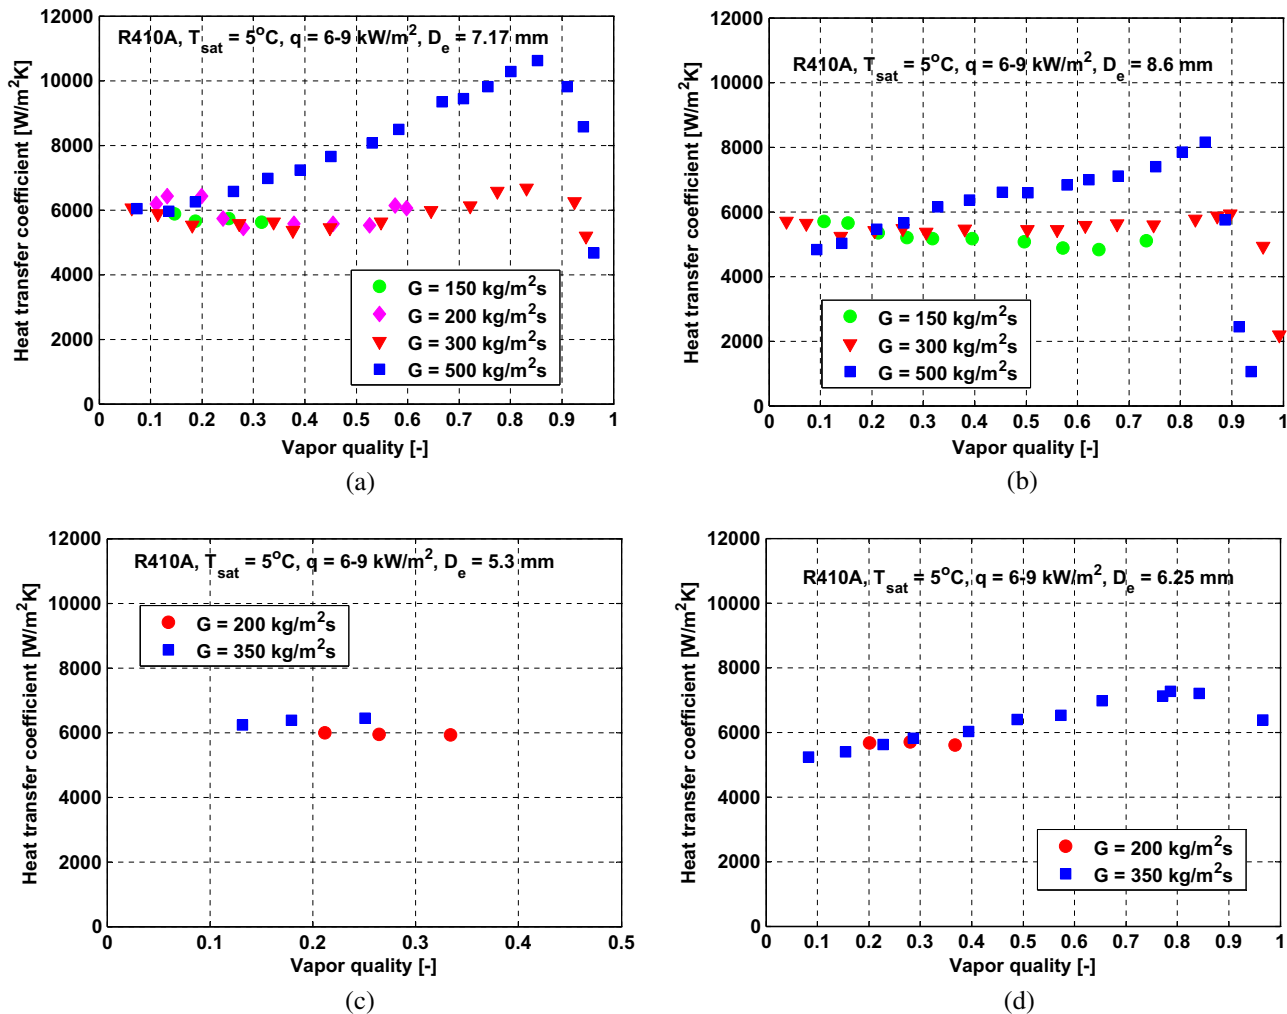 12000
10000
8000
6000
4000
2000
0
Heat transfer coefficient [W/m²K]
R410A, Tsat = 5°C, q = 6-9 kW/m², De = 7.17 mm
G = 150 kg/m²s
G = 200 kg/m²s
G = 300 kg/m²s
G = 500 kg/m²s
0 0.1 0.2 0.3 0.4 0.5 0.6 0.7 0.8 0.9 1
Vapor quality [-]
(a)
12000
10000
8000
6000
4000
2000
0
Heat transfer coefficient [W/m²K]
R410A, Tsat = 5°C, q = 6-9 kW/m², De = 8.6 mm
G = 150 kg/m²s
G = 300 kg/m²s
G = 500 kg/m²s
0 0.1 0.2 0.3 0.4 0.5 0.6 0.7 0.8 0.9 1
Vapor quality [-]
(b)
12000
10000
8000
6000
4000
2000
0
Heat transfer coefficient [W/m²K]
R410A, Tsat = 5°C, q = 6-9 kW/m², De = 5.3 mm
G = 200 kg/m²s
G = 350 kg/m²s
0 0.1 0.2 0.3 0.4 0.5
Vapor quality [-]
(c)
12000
10000
8000
6000
4000
2000
0
Heat transfer coefficient [W/m²K]
R410A, Tsat = 5°C, q = 6-9 kW/m², De = 6.25 mm
G = 200 kg/m²s
G = 350 kg/m²s
0 0.1 0.2 0.3 0.4 0.5 0.6 0.7 0.8 0.9 1
Vapor quality [-]
(d)